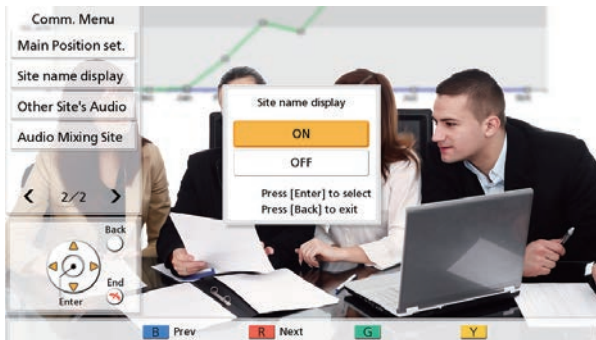 Comm. Menu
Main Position set.
Site name display
Other Site's Audio
Audio Mixing Site
< 2/2 >
Back
End
Enter
Site name display
ON
OFF
Press [Enter] to select
Press [Back] to exit
B Prev R Next G Y